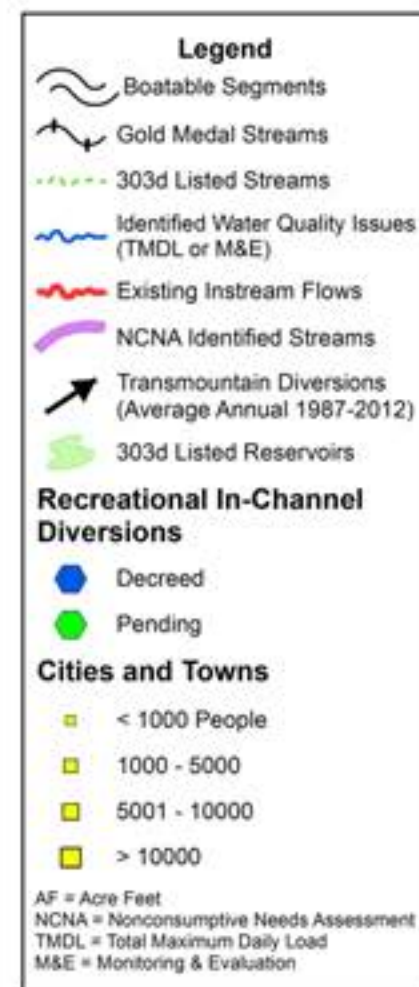 Legend
Boatable Segments
Gold Medal Streams
303d Listed Streams
Identified Water Quality Issues
(TMDL or M&E)
Existing Instream Flows
NCNA Identified Streams
Transmountain Diversions
(Average Annual 1987-2012)
303d Listed Reservoirs
Recreational In-Channel
Diversions
Decreed
Pending
Cities and Towns
< 1000 People
1000 - 5000
5001 - 10000
> 10000
AF = Acre Feet
NCNA = Nonconsumptive Needs Assessment
TMDL = Total Maximum Daily Load
M&E = Monitoring & Evaluation